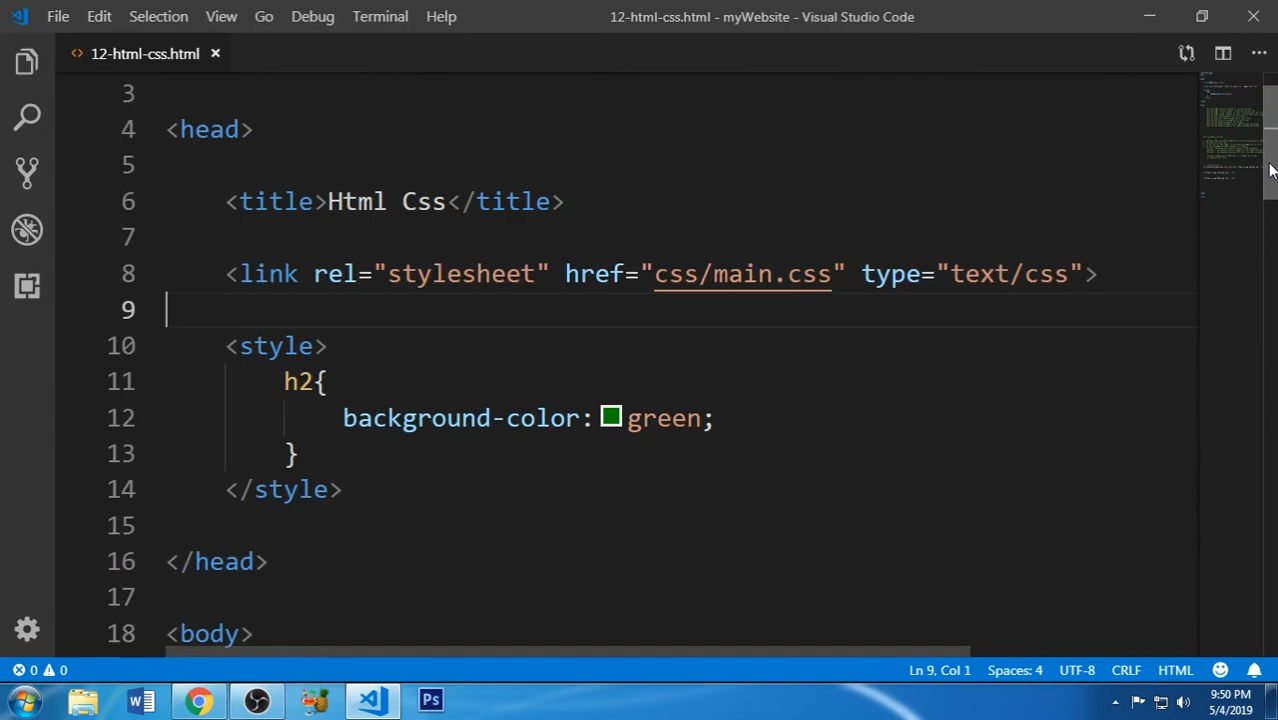 File Edit Selection View Go Debug Terminal Help 12-html-css.html - myWebsite - Visual Studio Code
<> 12-html-css.html ×
3
4 <head>
5
6 <title>Html Css</title>
7
8 <link rel="stylesheet" href="css/main.css" type="text/css">
9
10 <style>
11 h2{
12 background-color: green;
13 }
14 </style>
15
16 </head>
17
18 <body>
0 0 Ln 9, Col 1 Spaces: 4 UTF-8 CRLF HTML
W Ps 9:50 PM
5/4/2019